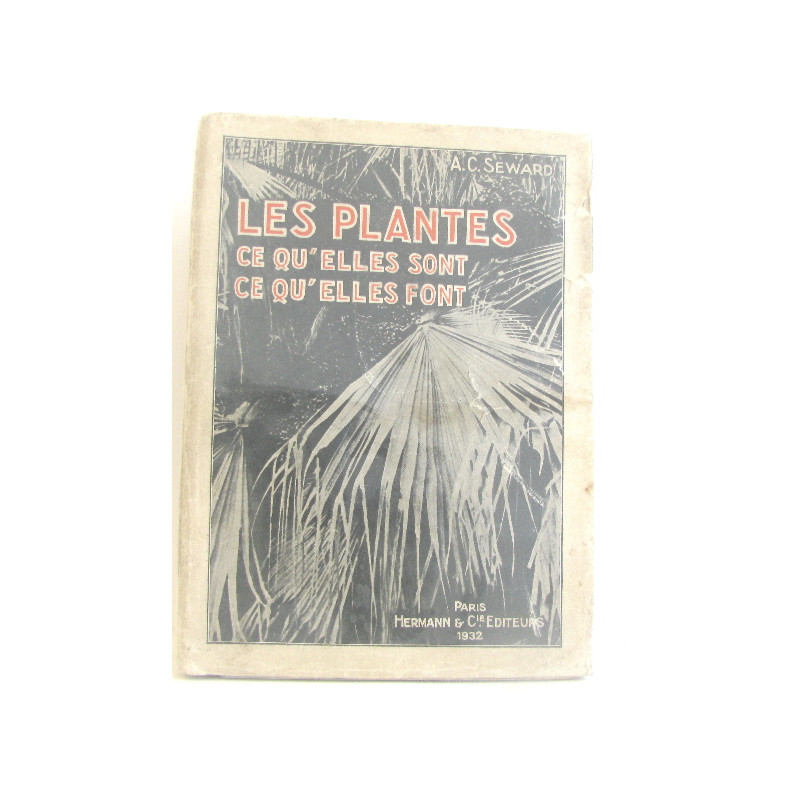 A.C. SEWARD
LES PLANTES
CE QU'ELLES SONT
CE QU'ELLES FONT
PARIS
HERMANN & CIE. EDITEURS
1932